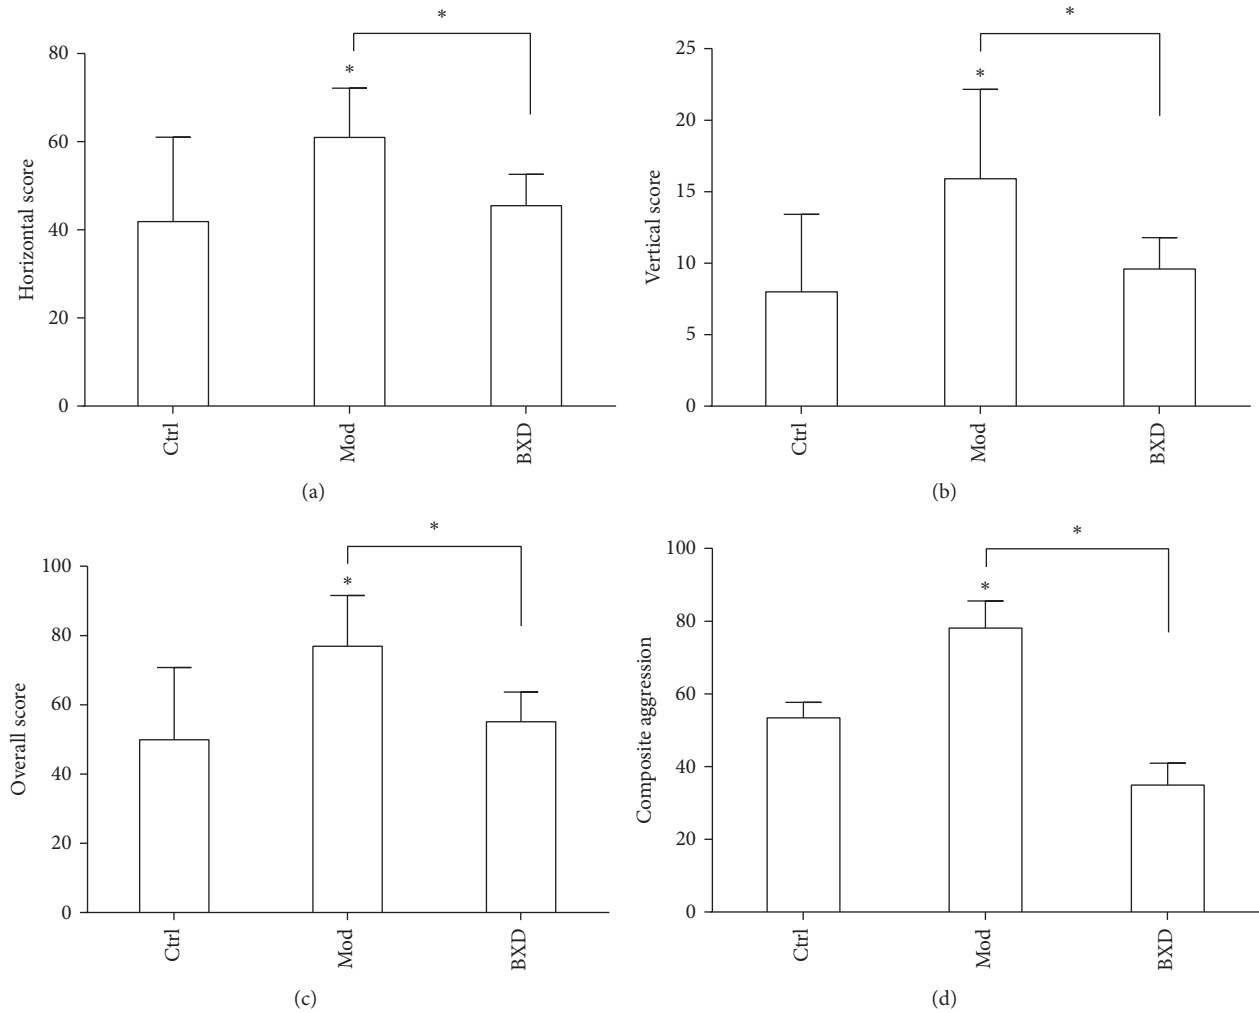 *
*
80
60
40
20
0
Horizontal score
Ctrl
Mod
BXD
(a)
*
*
25
20
15
10
5
0
Vertical score
Ctrl
Mod
BXD
(b)
*
*
100
80
60
40
20
0
Overall score
Ctrl
Mod
BXD
(c)
*
*
100
80
60
40
20
0
Composite aggression
Ctrl
Mod
BXD
(d)